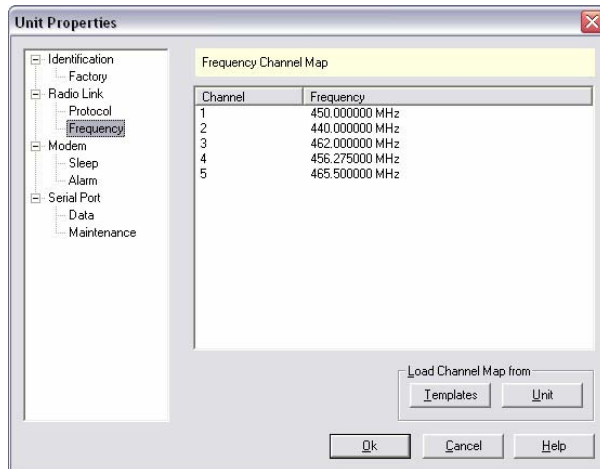 Unit Properties
Identification
Factory
Radio Link
Protocol
Frequency
Modem
Sleep
Alarm
Serial Port
Data
Maintenance
Frequency Channel Map
Channel Frequency
1 450.000000 MHz
2 440.000000 MHz
3 462.000000 MHz
4 456.275000 MHz
5 465.500000 MHz
Load Channel Map from
Templates Unit
Ok Cancel Help